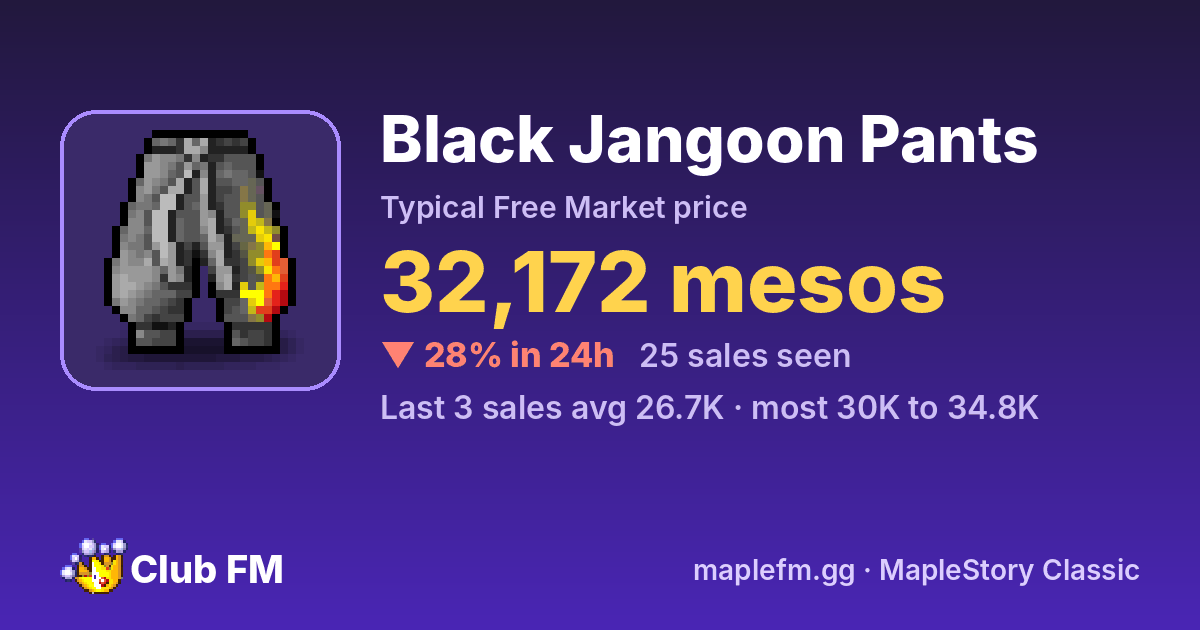 Black Jangoon Pants
Typical Free Market price
32,172 mesos
▼ 28% in 24h 25 sales seen
Last 3 sales avg 26.7K · most 30K to 34.8K
Club FM
maplefm.gg · MapleStory Classic